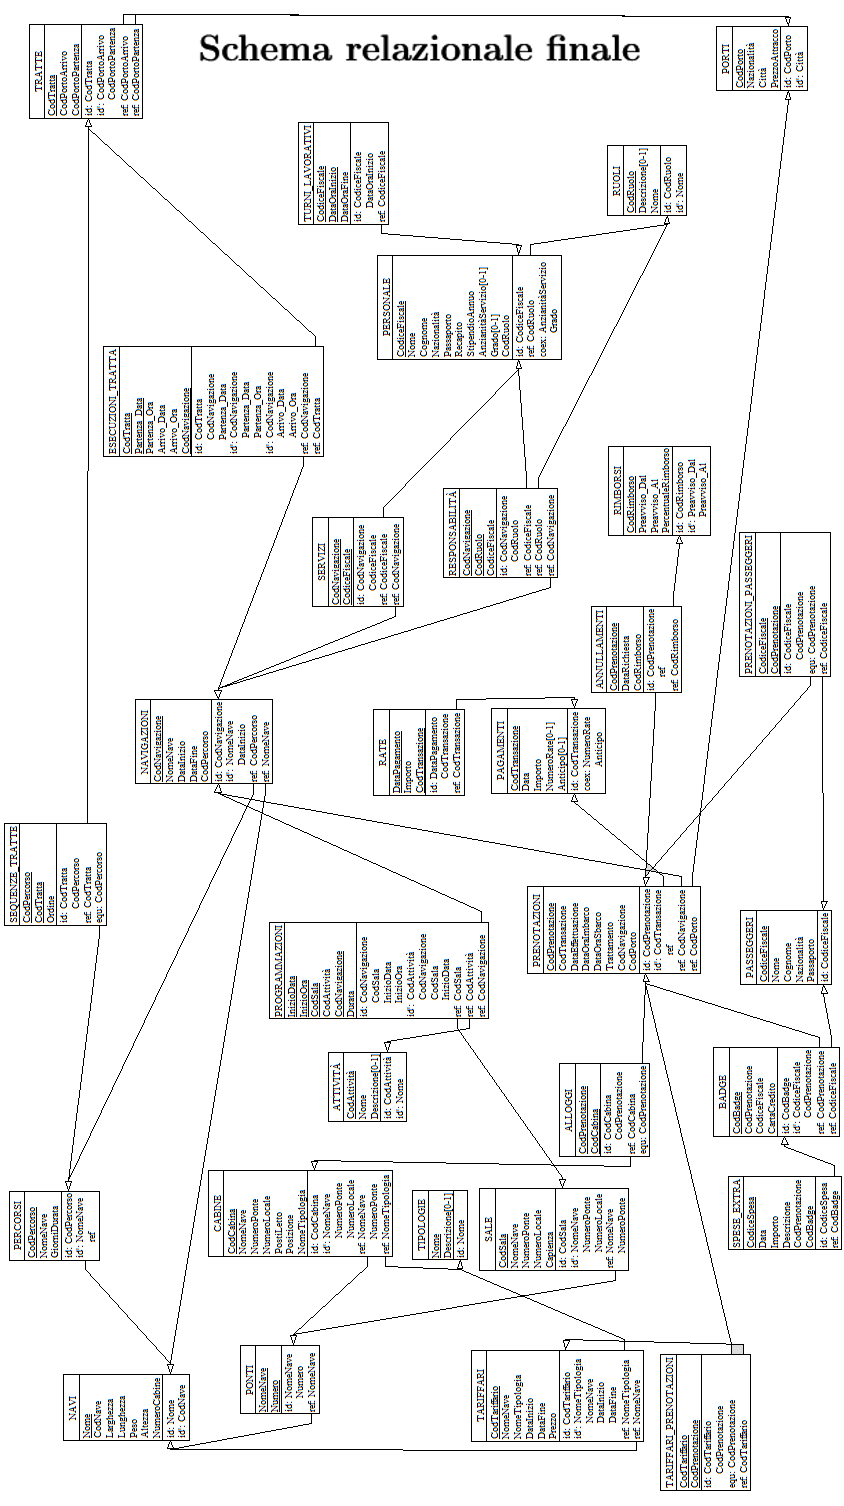 Schema relazionale finale
TRATTE
CodTratta
CodPortoArrivo
CodPortoPartenza
id: CodTratta
id': CodPortoArrivo
CodPortoPartenza
ref: CodPortoArrivo
ref: CodPortoPartenza
PORTI
CodPorto
Nazionalità
Città
PrezzoAttracco
id: CodPorto
id': Città
TURNI_LAVORATIVI
CodiceFiscale
DataOraInizio
DataOraFine
id: CodiceFiscale
DataOraInizio
ref: CodiceFiscale
RUOLI
CodRuolo
Descrizione[0-1]
Nome
id: CodRuolo
id': Nome
PERSONALE
CodiceFiscale
Nome
Cognome
Nazionalità
Passaporto
Recapito
StipendioAnnuo
AnzianitàServizio[0-1]
Grado[0-1]
CodRuolo
id: CodiceFiscale
ref: CodRuolo
coex: AnzianitàServizio
Grado
ESECUZIONI_TRATTA
CodTratta
Partenza_Data
Partenza_Ora
Arrivo_Data
Arrivo_Ora
CodNavigazione
id: CodTratta
CodNavigazione
Partenza_Data
id': CodNavigazione
Partenza_Data
Partenza_Ora
id': CodNavigazione
Arrivo_Data
Arrivo_Ora
ref: CodNavigazione
ref: CodTratta
SERVIZI
CodNavigazione
CodiceFiscale
id: CodNavigazione
CodiceFiscale
ref: CodiceFiscale
ref: CodNavigazione
RESPONSABILITÀ
CodNavigazione
CodRuolo
CodiceFiscale
id: CodNavigazione
CodRuolo
ref: CodiceFiscale
ref: CodRuolo
ref: CodNavigazione
RIMBORSI
CodRimborso
Preavviso_Dal
Preavviso_Al
PercentualeRimborso
id: CodRimborso
id': Preavviso_Dal
Preavviso_Al
PRENOTAZIONI_PASSEGGERI
CodiceFiscale
CodPrenotazione
id: CodiceFiscale
CodPrenotazione
equ: CodPrenotazione
ref: CodiceFiscale
ANNULLAMENTI
CodPrenotazione
DataRichiesta
CodRimborso
id: CodPrenotazione
ref
ref: CodRimborso
NAVIGAZIONI
CodNavigazione
NomeNave
DataInizio
DataFine
CodPercorso
id: CodNavigazione
id': NomeNave
DataInizio
ref: CodPercorso
ref: NomeNave
RATE
DataPagamento
Importo
CodTransazione
id: DataPagamento
CodTransazione
ref: CodTransazione
PAGAMENTI
CodTransazione
Data
Importo
NumeroRate[0-1]
Anticipo[0-1]
id: CodTransazione
coex: NumeroRate
Anticipo
SEQUENZE_TRATTE
CodPercorso
CodTratta
Ordine
id: CodTratta
CodPercorso
ref: CodTratta
equ: CodPercorso
PRENOTAZIONI
CodPrenotazione
CodTransazione
DataEffettuazione
DataOraImbarco
DataOraSbarco
Trattamento
CodNavigazione
CodPorto
id: CodPrenotazione
id': CodTransazione
ref
ref: CodNavigazione
ref: CodPorto
PASSEGGERI
CodiceFiscale
Nome
Cognome
Nazionalità
Passaporto
id: CodiceFiscale
PROGRAMMAZIONI
InizioData
InizioOra
CodSala
CodAttività
CodNavigazione
Durata
id: CodNavigazione
CodSala
InizioData
InizioOra
id': CodAttività
CodNavigazione
CodSala
InizioData
ref: CodSala
ref: CodAttività
ref: CodNavigazione
ATTIVITÀ
CodAttività
Nome
Descrizione[0-1]
id: CodAttività
id': Nome
ALLOGGI
CodPrenotazione
CodCabina
id: CodCabina
CodPrenotazione
ref: CodCabina
equ: CodPrenotazione
BADGE
CodBadge
CodPrenotazione
CodiceFiscale
CartaCredito
id: CodBadge
id': CodiceFiscale
CodPrenotazione
ref: CodPrenotazione
ref: CodiceFiscale
PERCORSI
CodPercorso
NomeNave
GiorniDurata
id: CodPercorso
id': NomeNave
ref
CABINE
CodCabina
NomeNave
NumeroPonte
NumeroLocale
PostiLetto
Posizione
NomeTipologia
id: CodCabina
id': NomeNave
NumeroPonte
NumeroLocale
ref: NomeNave
NumeroPonte
ref: NomeTipologia
TIPOLOGIE
Nome
Descrizione[0-1]
id: Nome
SALE
CodSala
NomeNave
NumeroPonte
NumeroLocale
Capienza
id: CodSala
id': NomeNave
NumeroPonte
NumeroLocale
ref: NomeNave
NumeroPonte
SPESE_EXTRA
CodiceSpesa
Data
Importo
Descrizione
CodPrenotazione
CodBadge
id: CodiceSpesa
ref: CodBadge
NAVI
Nome
CodNave
Larghezza
Lunghezza
Peso
Altezza
NumeroCabine
id: Nome
id': CodNave
PONTI
NomeNave
Numero
id: NomeNave
Numero
ref: NomeNave
TARIFFARI
CodTariffario
NomeNave
NomeTipologia
DataInizio
DataFine
Prezzo
id: CodTariffario
id': NomeTipologia
NomeNave
DataInizio
DataFine
ref: NomeTipologia
ref: NomeNave
TARIFFARI_PRENOTAZIONI
CodTariffario
CodPrenotazione
id: CodTariffario
CodPrenotazione
equ: CodPrenotazione
ref: CodTariffario